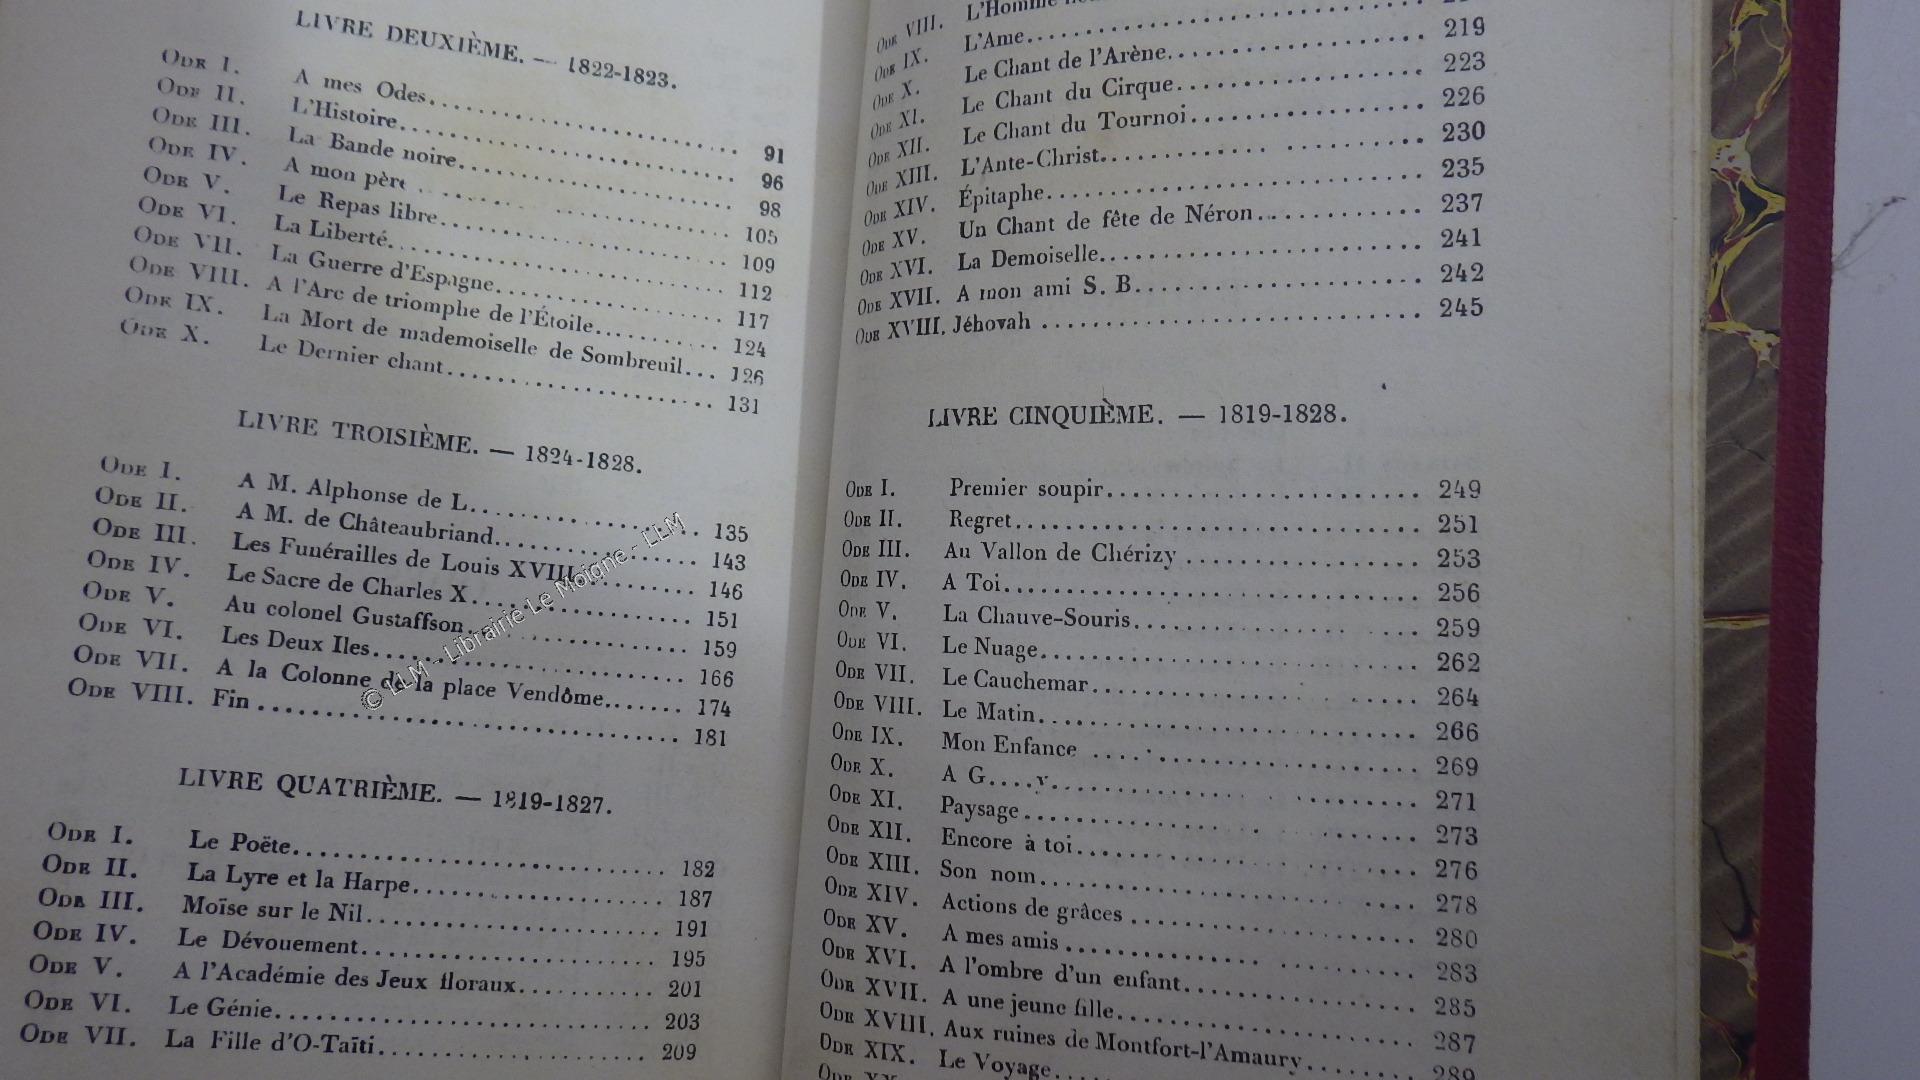 LIVRE DEUXIÈME. — 1822-1823.
ODE I. A mes Odes. 91
ODE II. L'Histoire. 96
ODE III. La Bande noire. 98
ODE IV. A mon père 105
ODE V. Le Repas libre. 109
ODE VI. La Liberté. 112
ODE VII. La Guerre d'Espagne. 117
ODE VIII. A l'Arc de triomphe de l'Étoile. 124
ODE IX. La Mort de mademoiselle de Sombreuil. 126
ODE X. Le Dernier chant. 131
LIVRE TROISIÈME. — 1824-1828.
ODE I. A M. Alphonse de L. 135
ODE II. A M. de Châteaubriand. 143
ODE III. Les Funérailles de Louis XVIII. 146
ODE IV. Le Sacre de Charles X. 151
ODE V. Au colonel Gustaffson. 159
ODE VI. Les Deux Iles. 166
ODE VII. A la Colonne de la place Vendôme. 174
ODE VIII. Fin 181
© LLM - Librairie Le Moigne - LLM
LIVRE QUATRIÈME. — 1819-1827.
ODE I. Le Poëte. 182
ODE II. La Lyre et la Harpe. 187
ODE III. Moïse sur le Nil. 191
ODE IV. Le Dévouement. 195
ODE V. A l'Académie des Jeux floraux. 201
ODE VI. Le Génie. 203
ODE VII. La Fille d'O-Taïti. 209
ODE VIII. L'Homme
ODE IX. L'Ame. 219
ODE X. Le Chant de l'Arène. 223
ODE XI. Le Chant du Cirque. 226
ODE XII. Le Chant du Tournoi. 230
ODE XIII. L'Ante-Christ. 235
ODE XIV. Épitaphe. 237
ODE XV. Un Chant de fête de Néron. 241
ODE XVI. La Demoiselle. 242
ODE XVII. A mon ami S. B. 245
ODE XVIII. Jéhovah
LIVRE CINQUIÈME. — 1819-1828.
ODE I. Premier soupir. 249
ODE II. Regret. 251
ODE III. Au Vallon de Chérizy 253
ODE IV. A Toi. 256
ODE V. La Chauve-Souris. 259
ODE VI. Le Nuage. 262
ODE VII. Le Cauchemar. 264
ODE VIII. Le Matin. 266
ODE IX. Mon Enfance 269
ODE X. A G....y. 271
ODE XI. Paysage 273
ODE XII. Encore à toi. 276
ODE XIII. Son nom. 278
ODE XIV. Actions de grâces 280
ODE XV. A mes amis 283
ODE XVI. A l'ombre d'un enfant. 285
ODE XVII. A une jeune fille. 287
ODE XVIII. Aux ruines de Montfort-l'Amaury. 289
ODE XIX. Le Voyage.